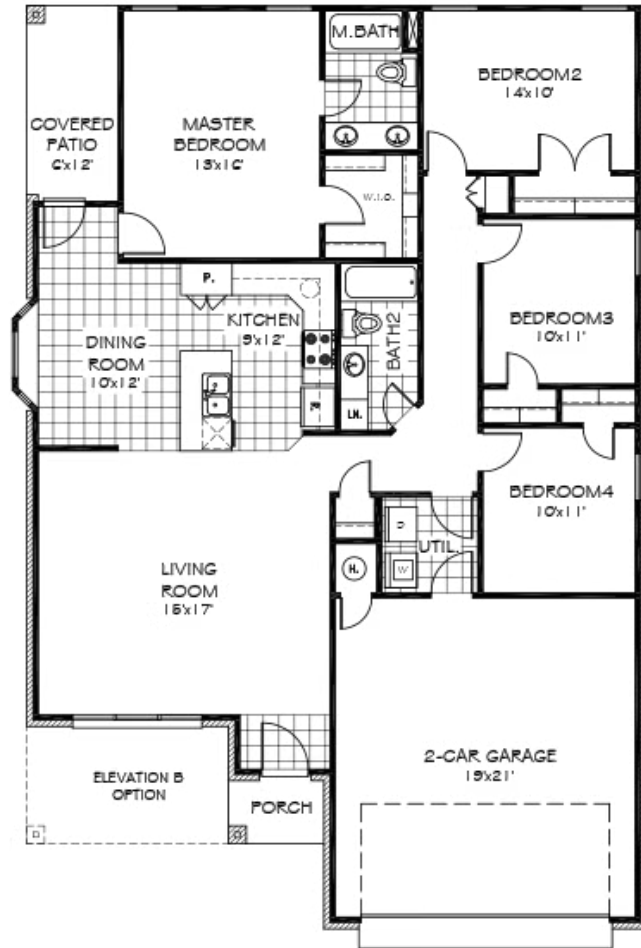 M.BATH
BEDROOM2
14'x10'
COVERED
PATIO
6'x12'
MASTER
BEDROOM
13'x16'
W.I.C.
P.
KITCHEN
9'x12'
DINING
ROOM
10'x12'
BATH2
LN.
R.
BEDROOM3
10'x11'
BEDROOM4
10'x11'
D
UTIL.
W
H.
LIVING
ROOM
15'x17'
2-CAR GARAGE
19'x21'
ELEVATION B
OPTION
PORCH